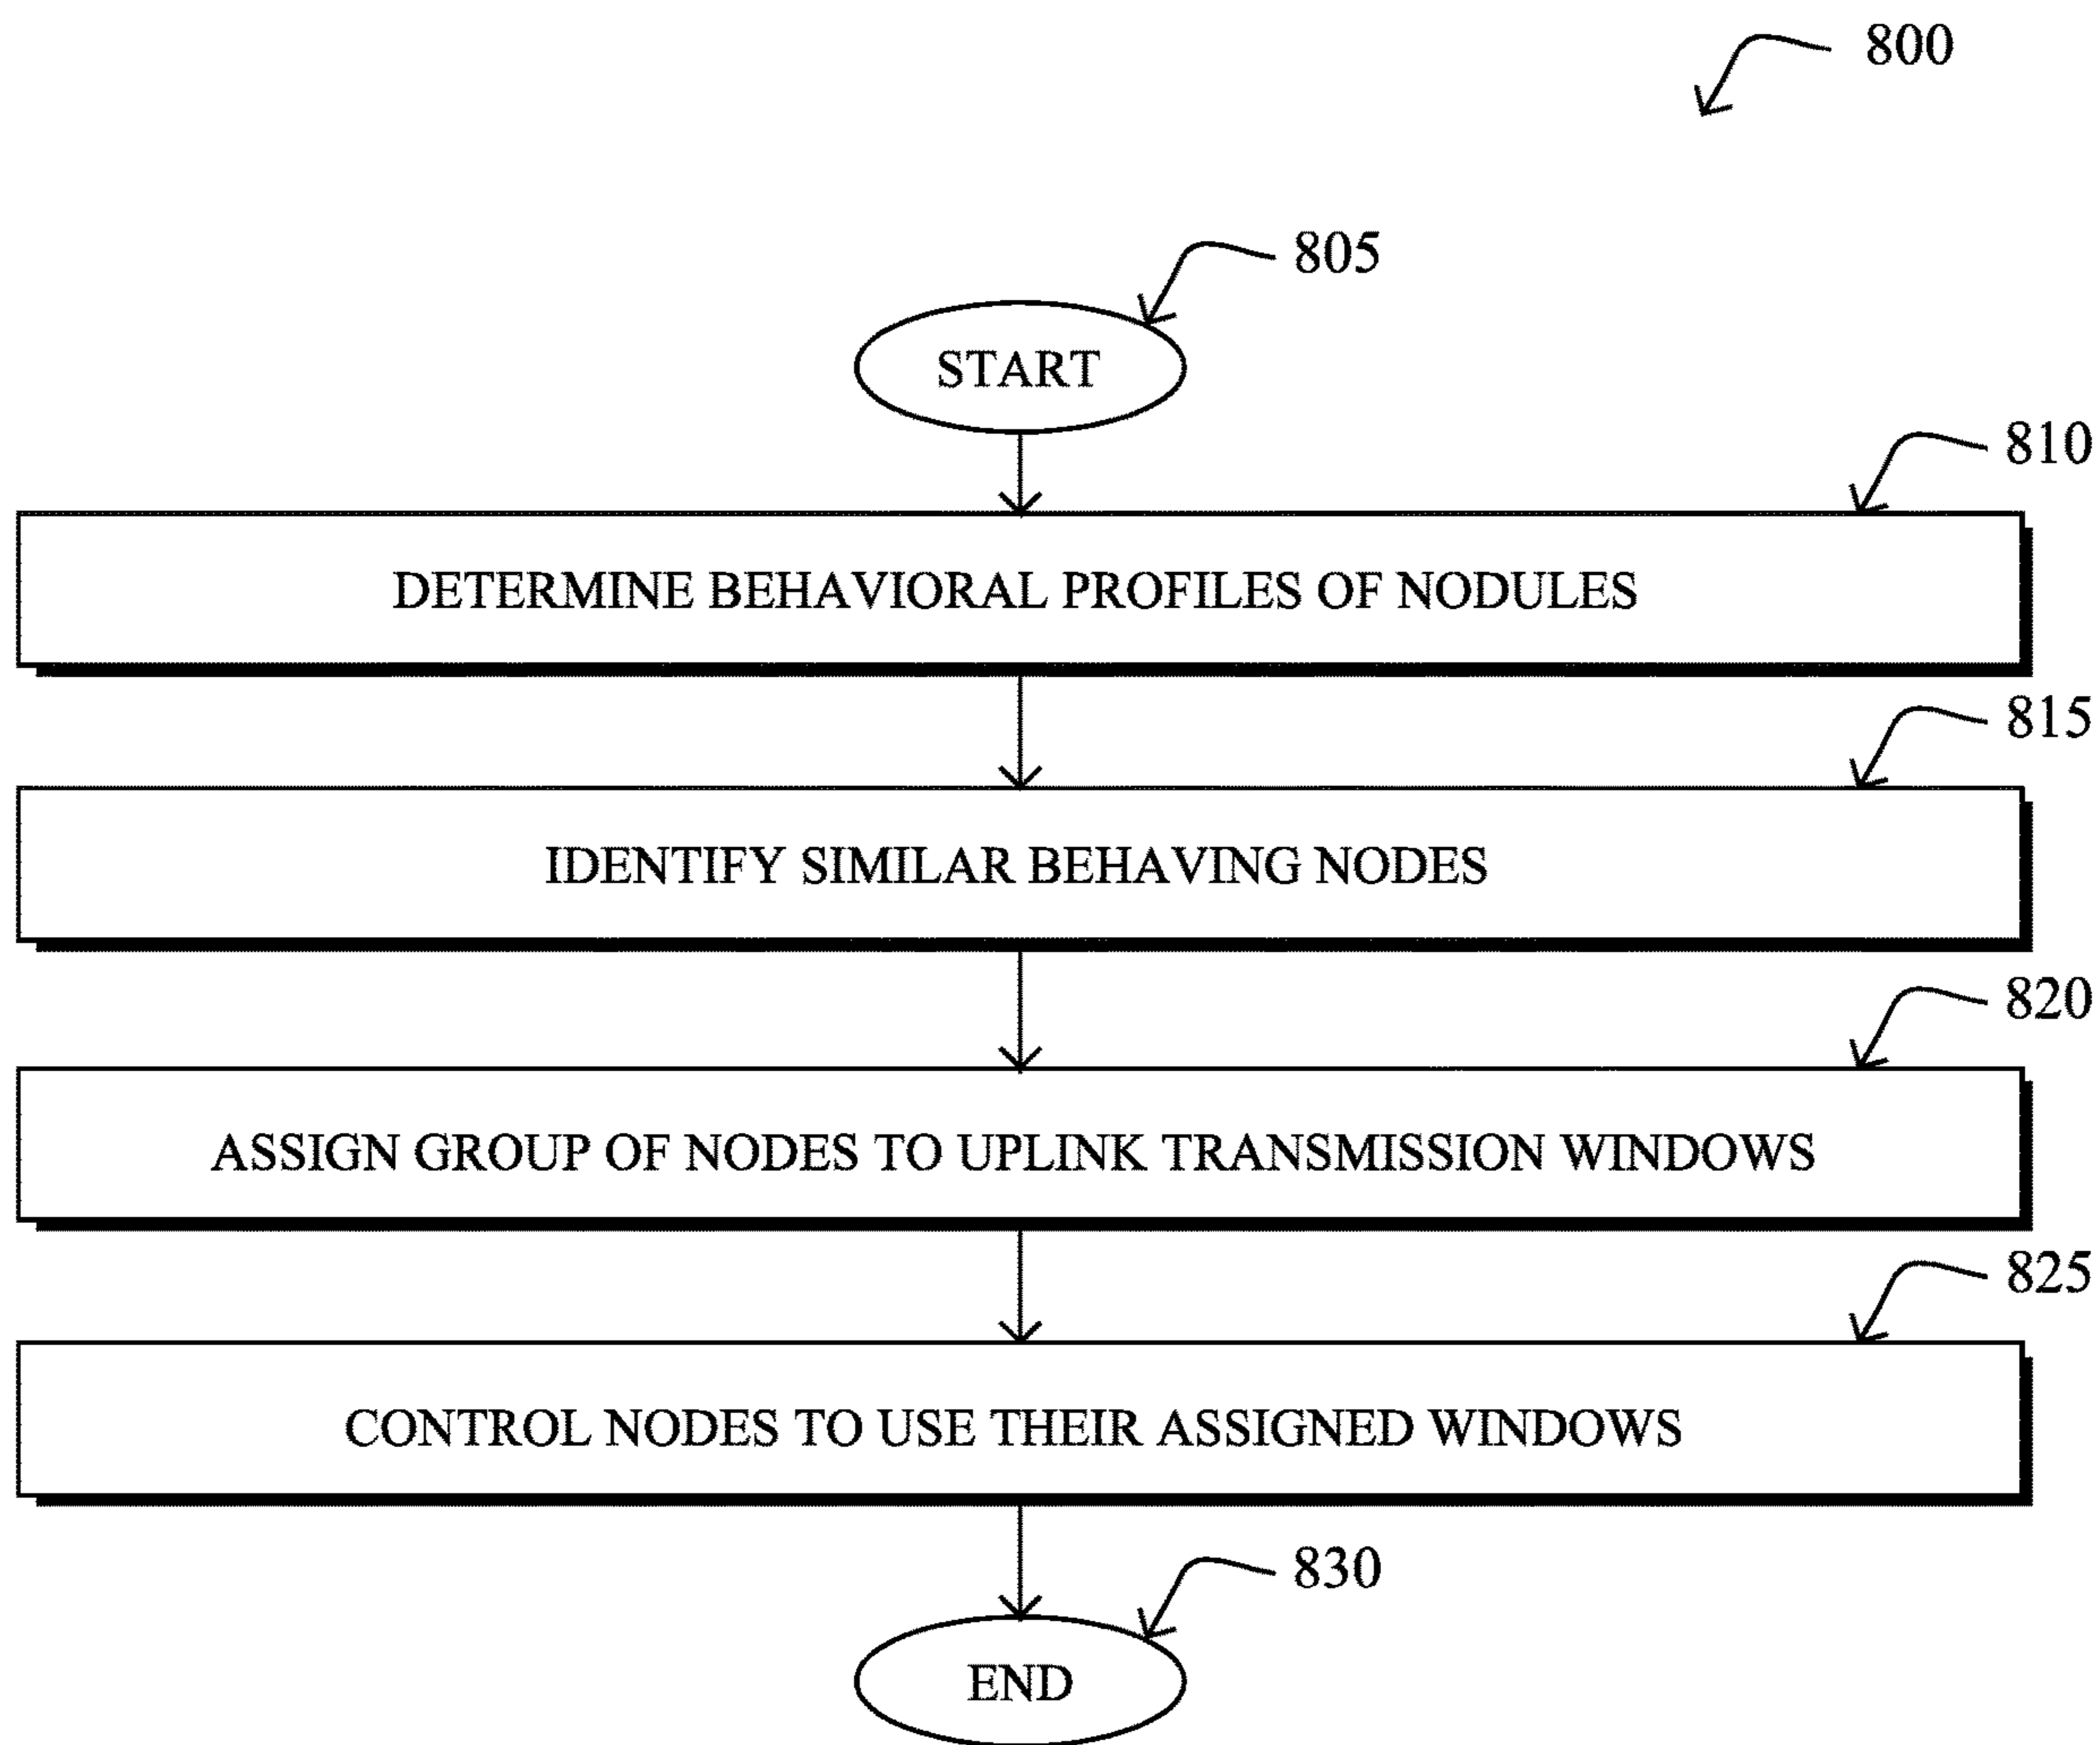 800
805
START
810
DETERMINE BEHAVIORAL PROFILES OF NODULES
815
IDENTIFY SIMILAR BEHAVING NODES
820
ASSIGN GROUP OF NODES TO UPLINK TRANSMISSION WINDOWS
825
CONTROL NODES TO USE THEIR ASSIGNED WINDOWS
830
END